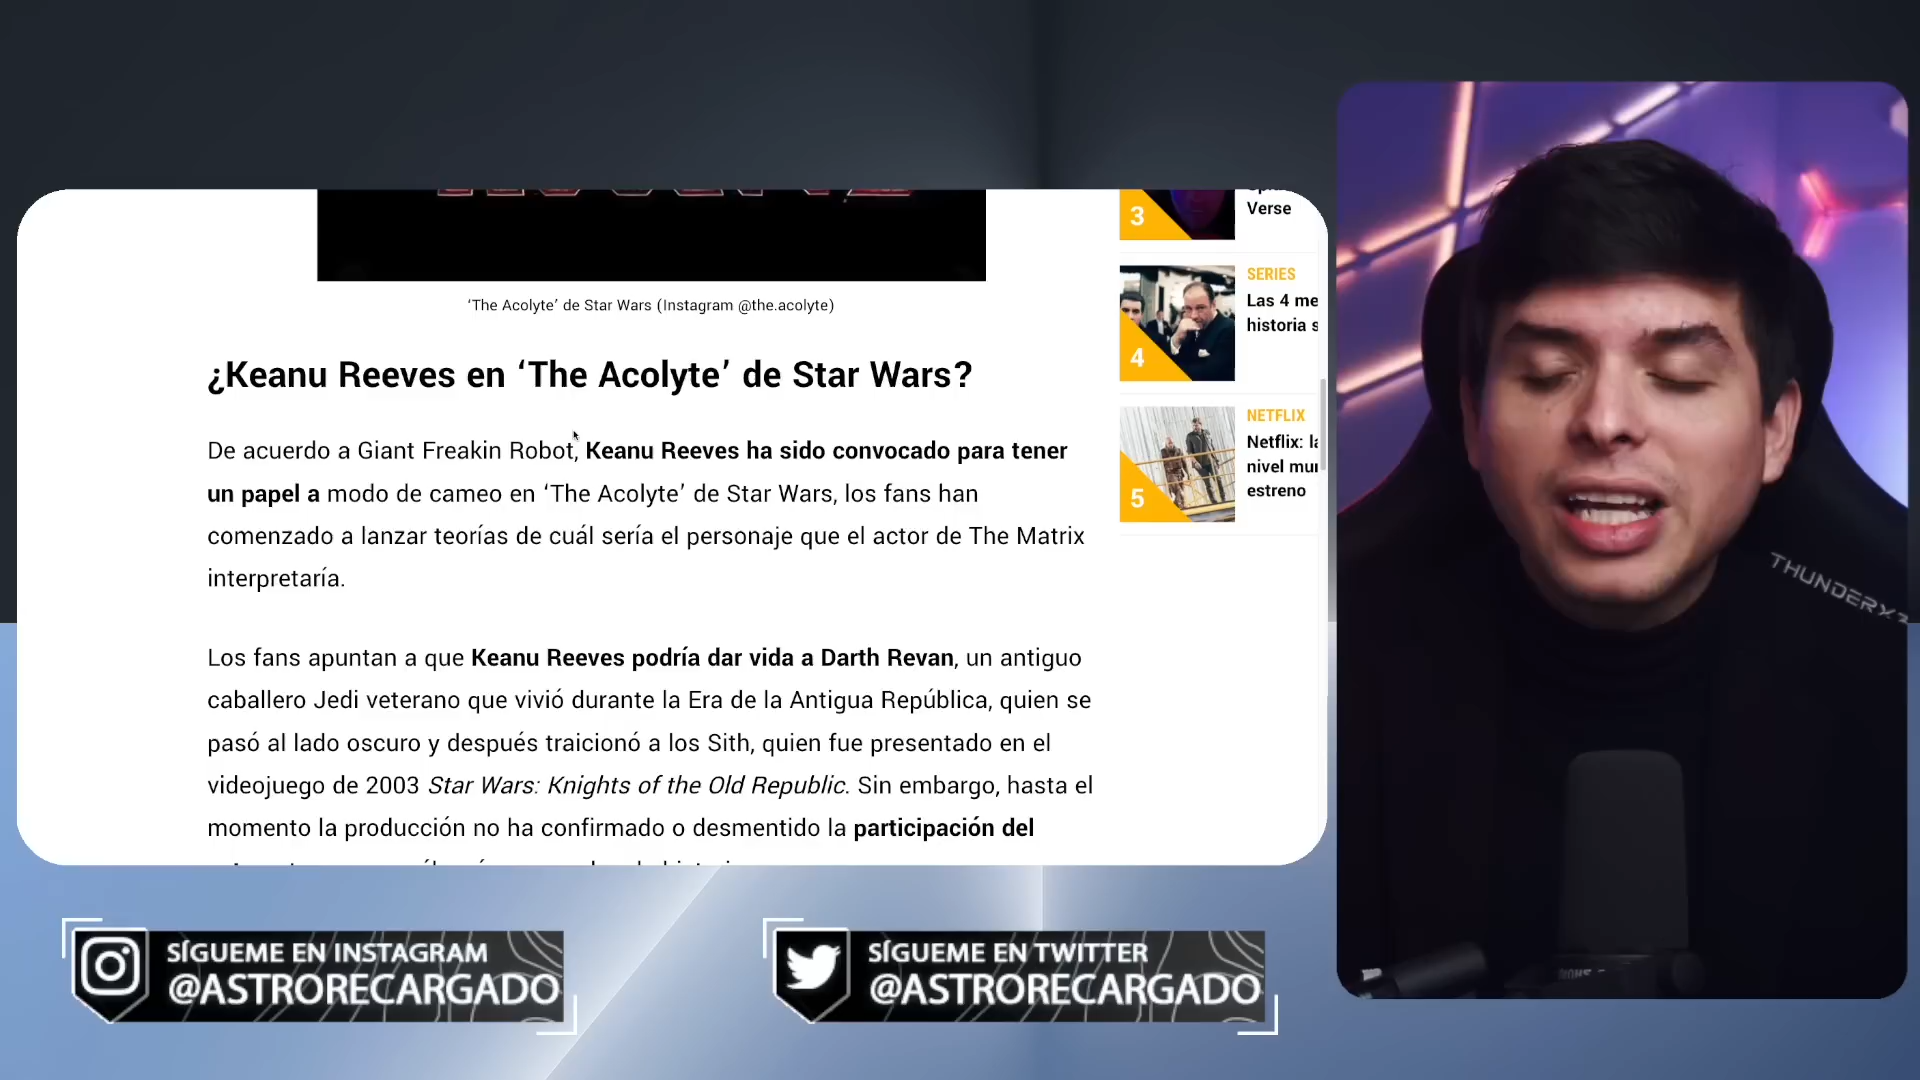 ‘The Acolyte’ de Star Wars (Instagram @the.acolyte)
¿Keanu Reeves en ‘The Acolyte’ de Star Wars?
De acuerdo a Giant Freakin Robot, Keanu Reeves ha sido convocado para tener
un papel a modo de cameo en ‘The Acolyte’ de Star Wars, los fans han
comenzado a lanzar teorías de cuál sería el personaje que el actor de The Matrix
interpretaría.
Los fans apuntan a que Keanu Reeves podría dar vida a Darth Revan, un antiguo
caballero Jedi veterano que vivió durante la Era de la Antigua República, quien se
pasó al lado oscuro y después traicionó a los Sith, quien fue presentado en el
videojuego de 2003 Star Wars: Knights of the Old Republic. Sin embargo, hasta el
momento la producción no ha confirmado o desmentido la participación del
3
Verse
4
SERIES
Las 4 me
historia s
5
NETFLIX
Netflix: la
nivel mu
estreno
THUNDERX3
SÍGUEME EN INSTAGRAM
@ASTRORECARGADO
SÍGUEME EN TWITTER
@ASTRORECARGADO